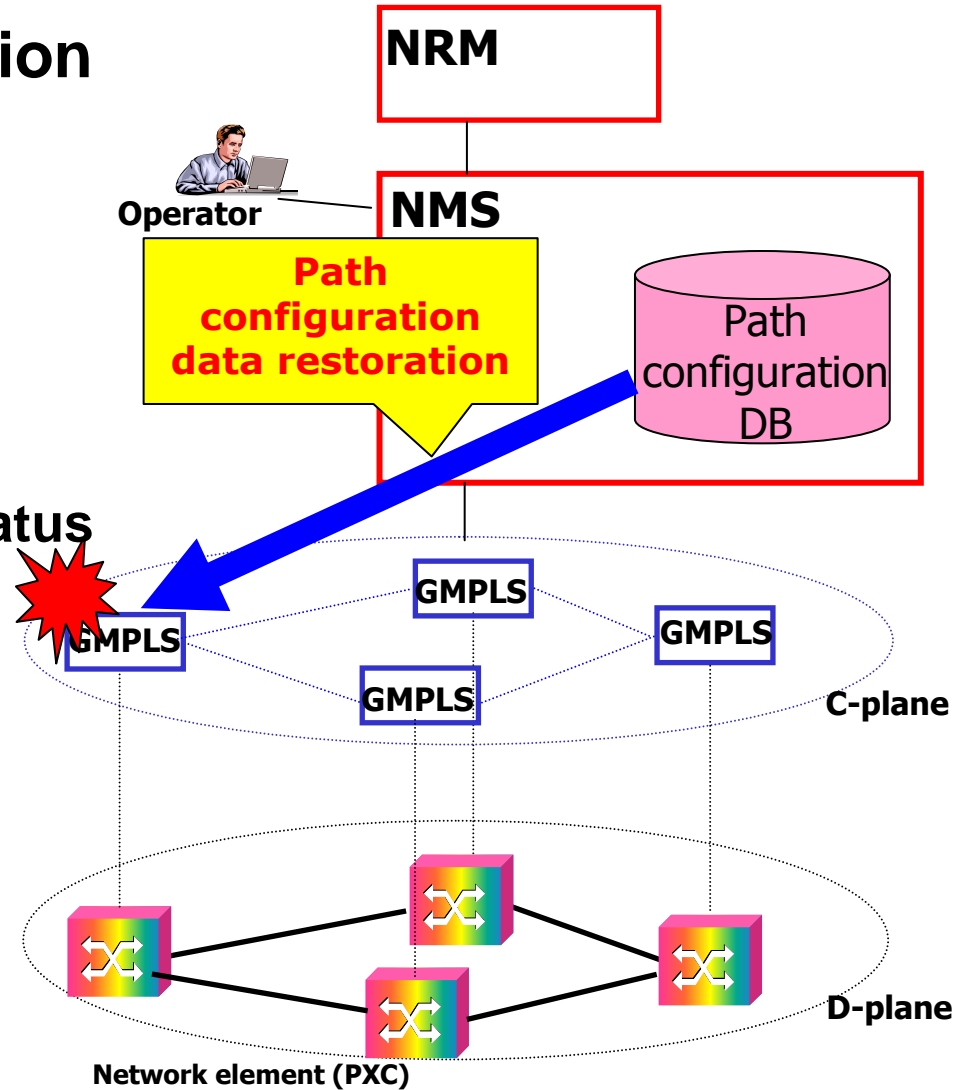 ion
NRM
Operator
NMS
Path
configuration
data restoration
Path
configuration
DB
atus
GMPLS
GMPLS
GMPLS
GMPLS
C-plane
D-plane
Network element (PXC)